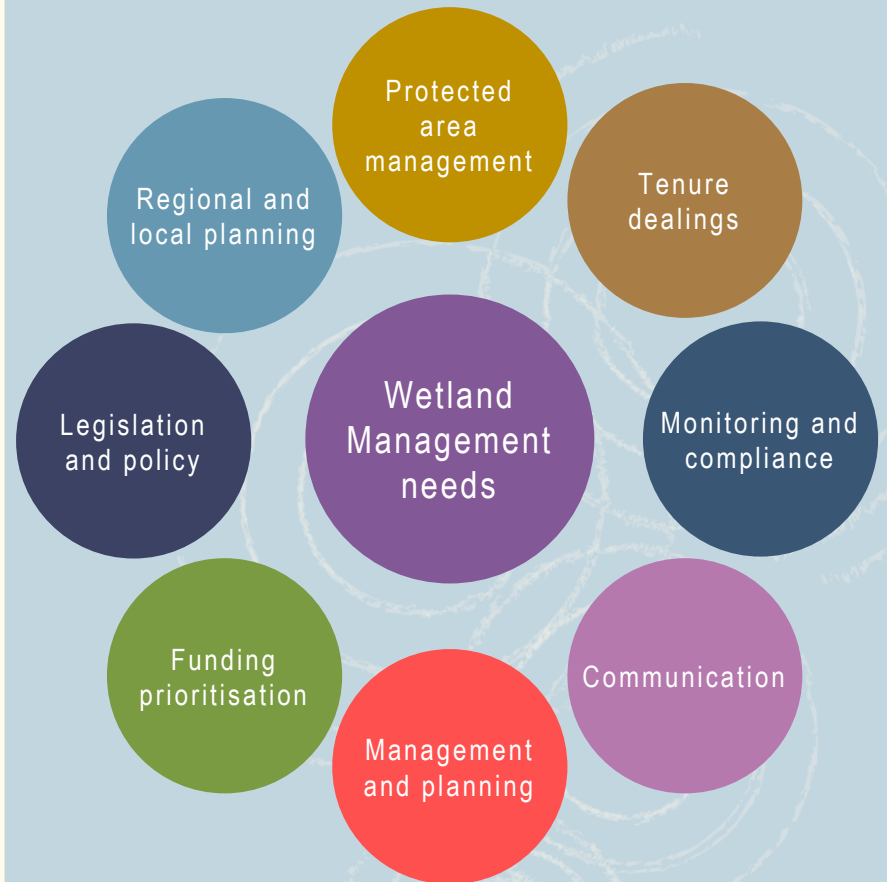 Protected
area
management
Tenure
dealings
Regional and
local planning
Wetland
Management
needs
Legislation
and policy
Monitoring and
compliance
Funding
prioritisation
Communication
Management
and planning